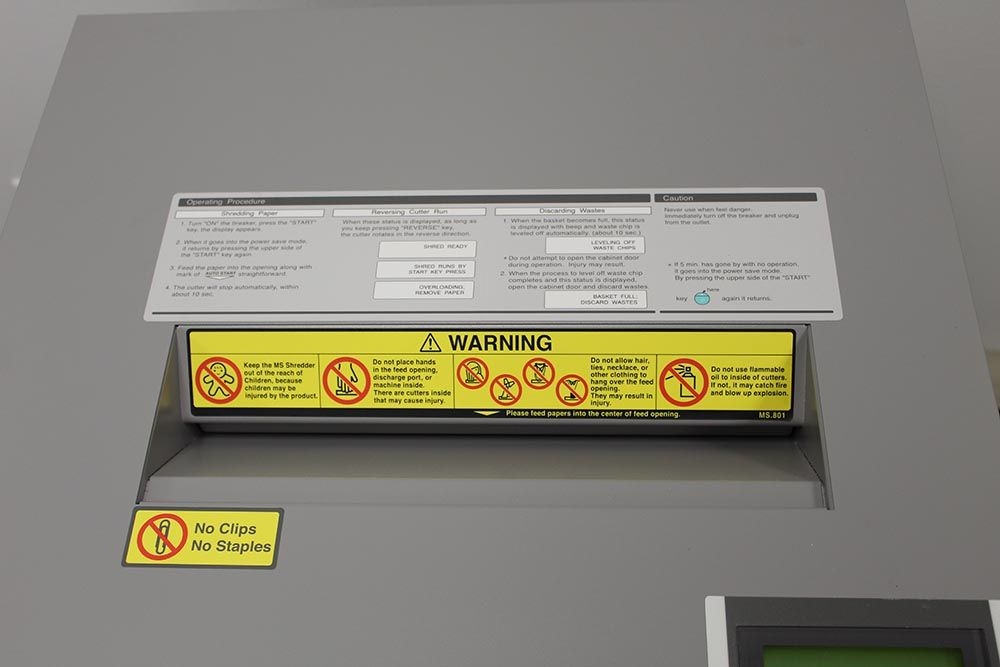 Operating Procedure
Shredding Paper
1. Turn "ON" the breaker, press the "START"
key, the display appears.
2. When it goes into the power save mode,
it returns by pressing the upper side of
the "START" key again.
3. Feed the paper into the opening along with
mark of AUTO START straightforward.
4. The cutter will stop automatically, within
about 10 sec.
Reversing Cutter Run
When these status is displayed, as long as
you keep pressing "REVERSE" key,
the cutter rotates in the reverse direction.
SHRED READY
SHRED RUNS BY
START KEY PRESS
OVERLOADING,
REMOVE PAPER
Discarding Wastes
1. When the basket becomes full, this status
is displayed with beep and waste chip is
leveled off automatically. (about 10 sec.)
LEVELING OFF
WASTE CHIPS
* Do not attempt to open the cabinet door
during operation. Injury may result.
2. When the process to level off waste chip
completes and this status is displayed,
open the cabinet door and discard wastes.
BASKET FULL;
DISCARD WASTES
Caution
Never use when feel danger.
Immediately turn off the breaker and unplug
from the outlet.
* If 5 min. has gone by with no operation,
it goes into the power save mode.
By pressing the upper side of the "START"
here
key again it returns.
WARNING
Keep the MS Shredder
out of the reach of
Children, because
children may be
injured by the product.
Do not place hands
in the feed opening,
discharge port, or
machine inside.
There are cutters inside
that may cause injury.
Do not allow hair,
ties, necklace, or
other clothing to
hang over the feed
opening.
They may result in
injury.
Do not use flammable
oil to inside of cutters.
If not, it may catch fire
and blow up explosion.
Please feed papers into the center of feed opening.
MS.801
No Clips
No Staples